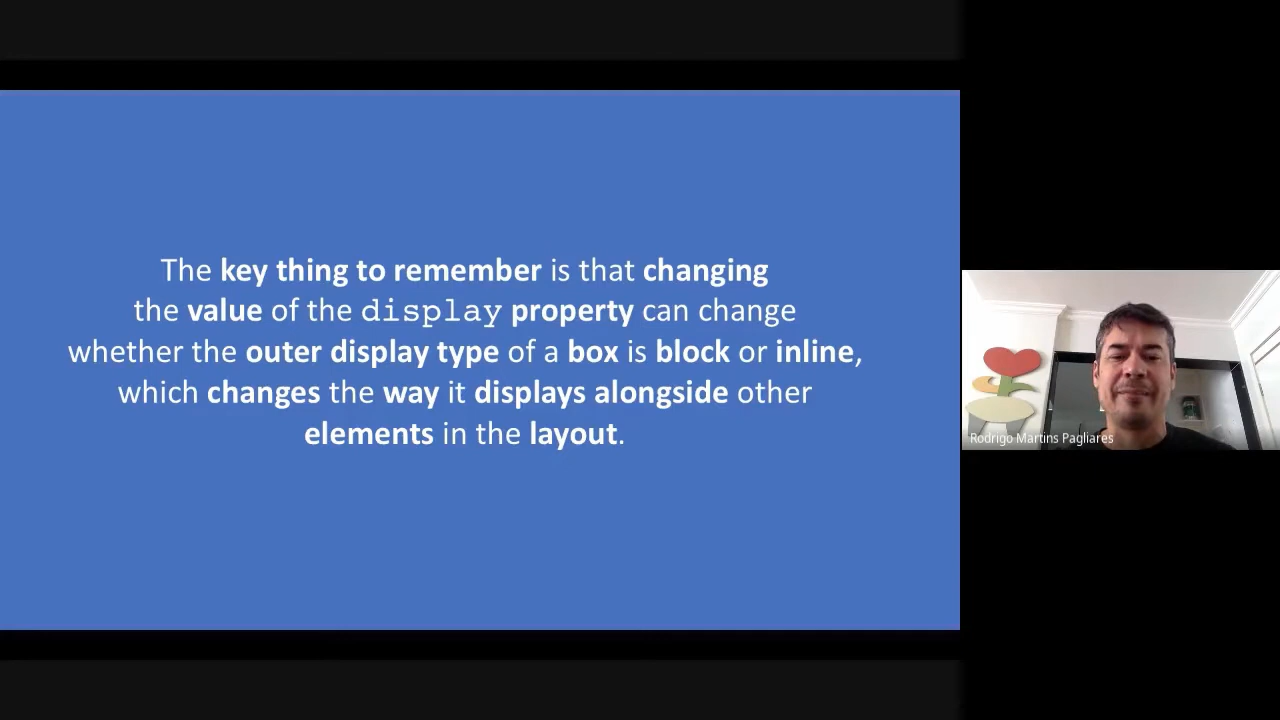 The key thing to remember is that changing
the value of the display property can change
whether the outer display type of a box is block or inline,
which changes the way it displays alongside other
elements in the layout.
Rodrigo Martins Pagliares